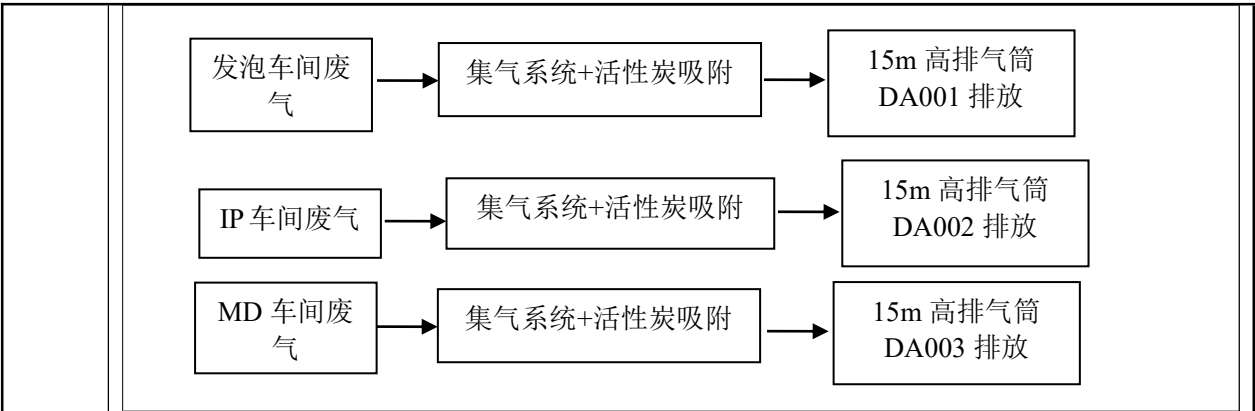 发泡车间废
气
集气系统+活性炭吸附
15m 高排气筒
DA001 排放
IP 车间废气
集气系统+活性炭吸附
15m 高排气筒
DA002 排放
MD 车间废
气
集气系统+活性炭吸附
15m 高排气筒
DA003 排放